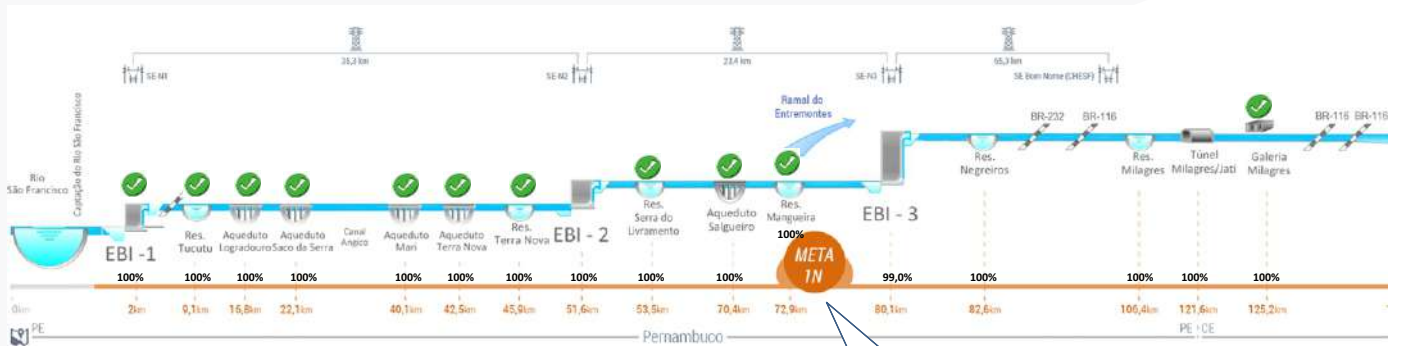 35,3 km
23,4 km
65,3 km
SE-N1
SE-N2
SE-N3
SE Bom Nome (CHESF)
Ramal do
Entremontes
BR-232
BR-116
BR-116
BR-116
Rio
São Francisco
Captação do Rio São Francisco
EBI -1
Res.
Tucutu
Aqueduto
Logradouro
Aqueduto
Saco da Serra
Canal
Angico
Aqueduto
Mari
Aqueduto
Terra Nova
Res.
Terra Nova
EBI - 2
Res.
Serra do
Livramento
Aqueduto
Salgueiro
Res.
Mangueira
EBI - 3
Res.
Negreiros
Res.
Milagres
Túnel
Milagres/Jati
Galeria
Milagres
100%
META
1N
100%
100%
100%
100%
100%
100%
100%
100%
100%
100%
99,0%
100%
100%
100%
100%
0km
2km
9,1km
16,8km
22,1km
40,1km
42,5km
45,9km
51,6km
53,5km
70,4km
72,9km
80,1km
82,6km
106,4km
121,6km
125,2km
PE
Pernambuco
PE
CE